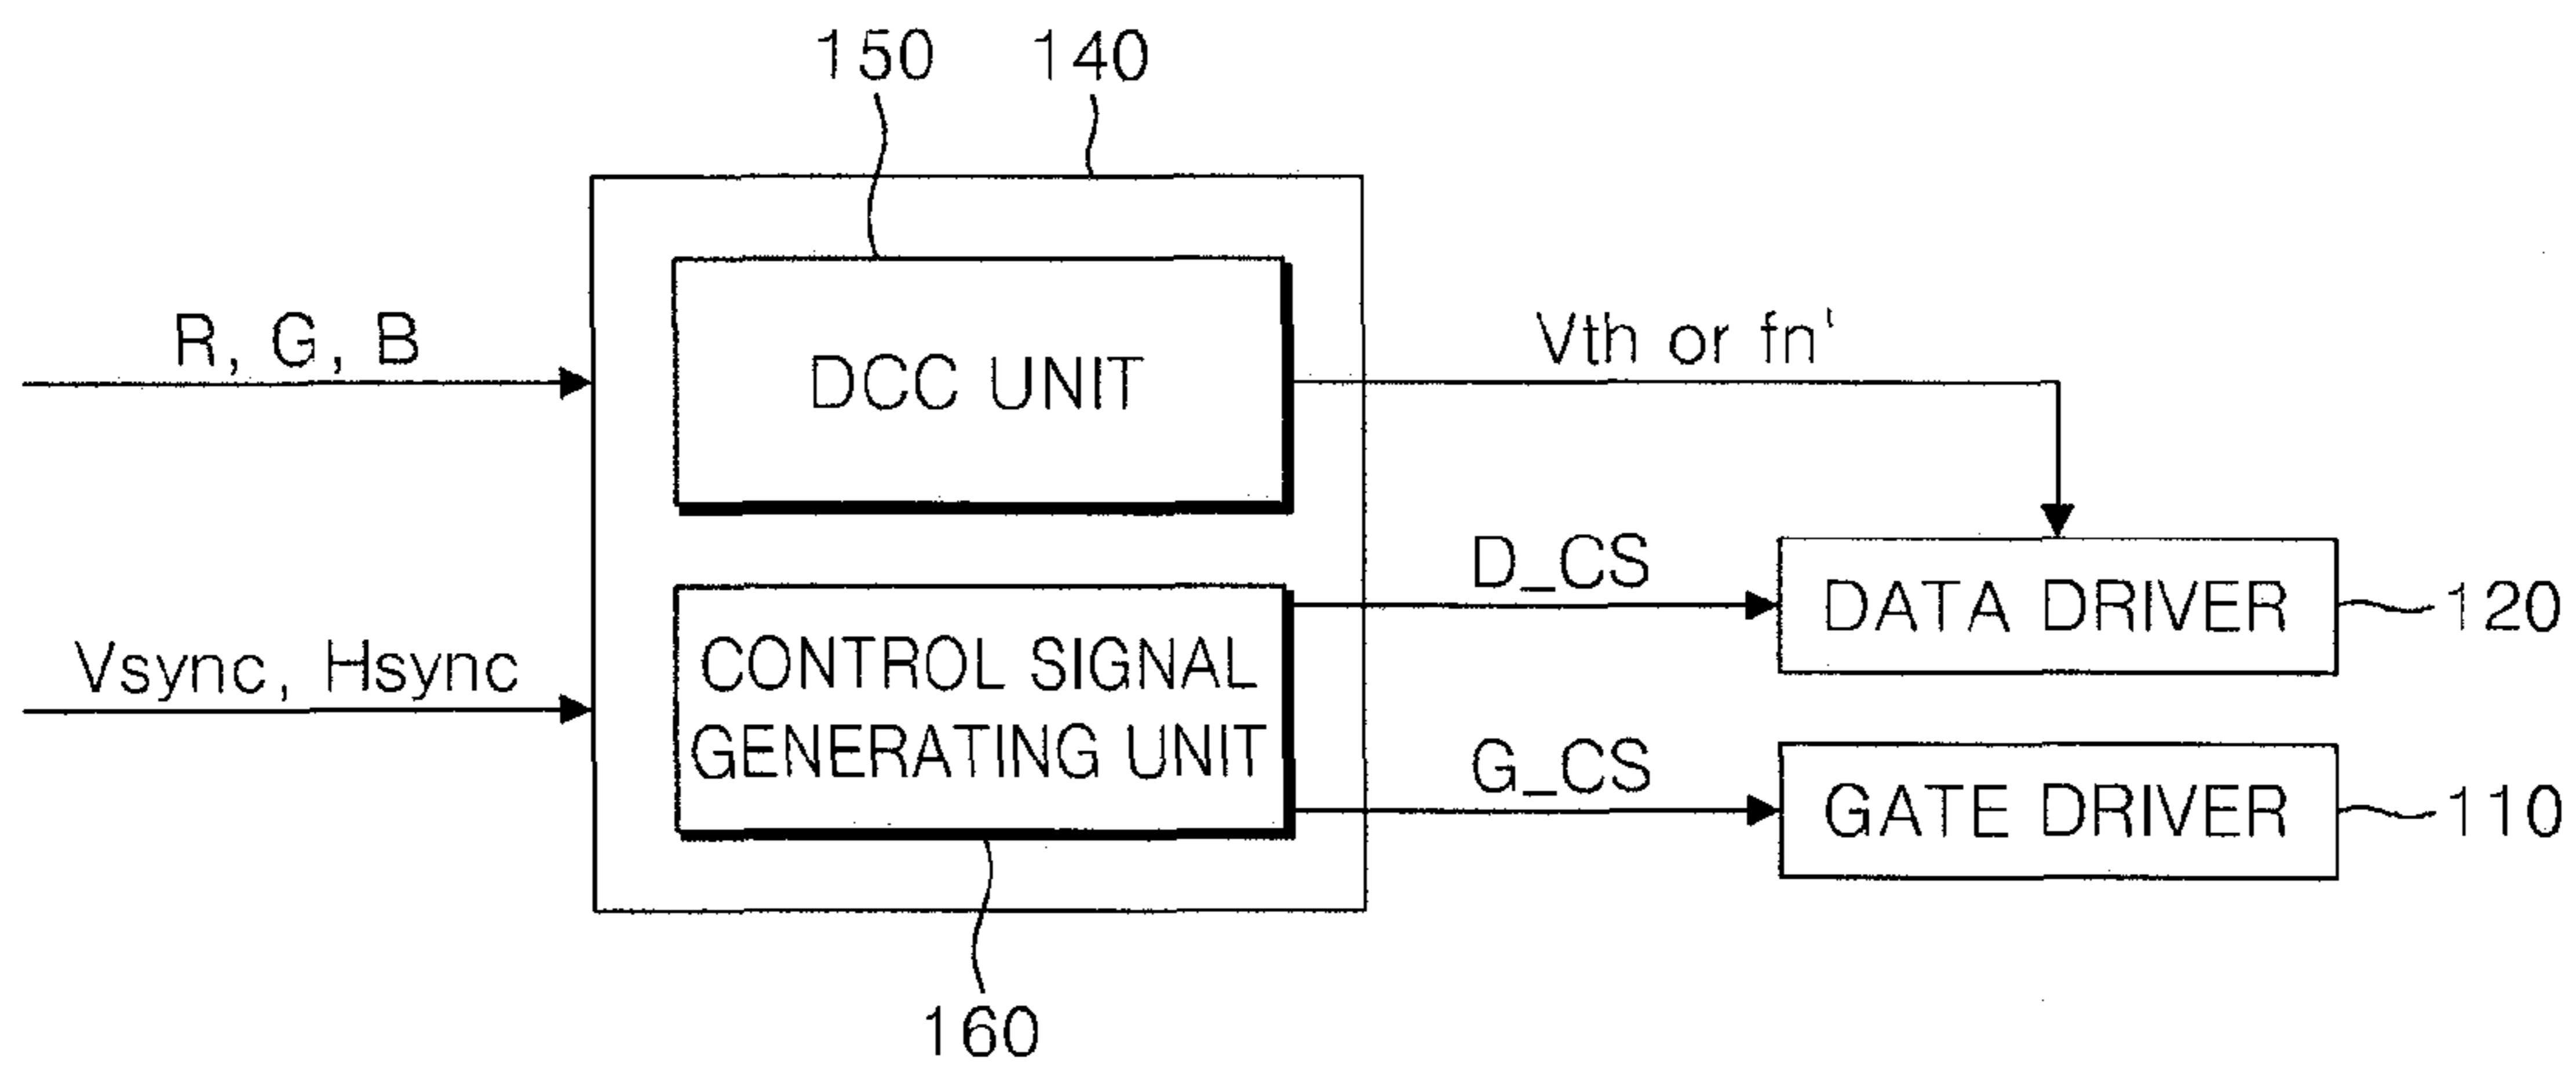 150
140
R, G, B
DCC UNIT
Vth or fn'
D_CS
DATA DRIVER
120
Vsync, Hsync
CONTROL SIGNAL
GENERATING UNIT
G_CS
GATE DRIVER
110
160